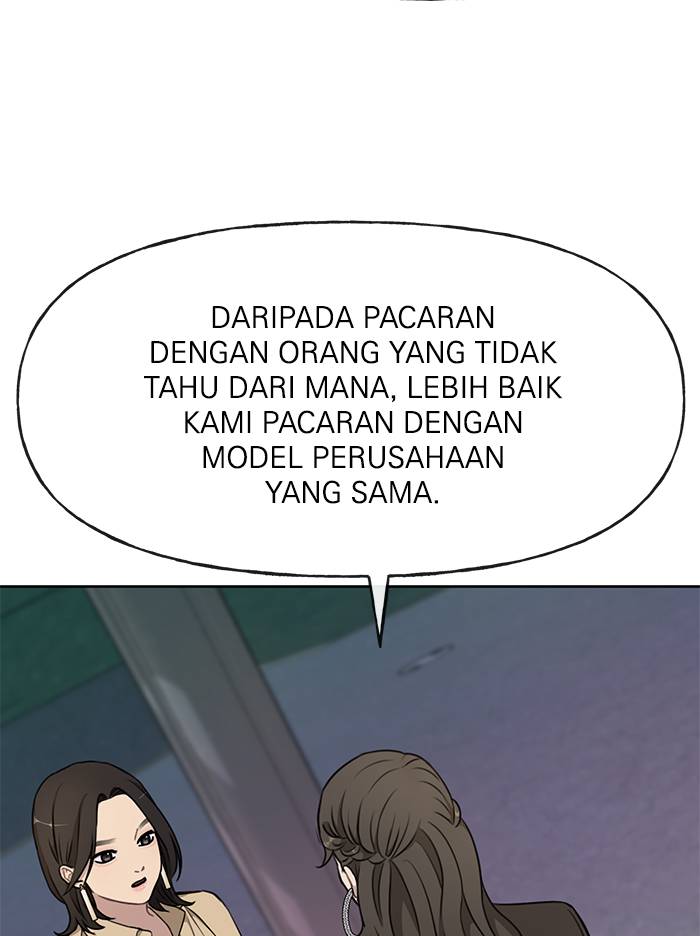 DARIPADA PACARAN
DENGAN ORANG YANG TIDAK
TAHU DARI MANA, LEBIH BAIK
KAMI PACARAN DENGAN
MODEL PERUSAHAAN
YANG SAMA.